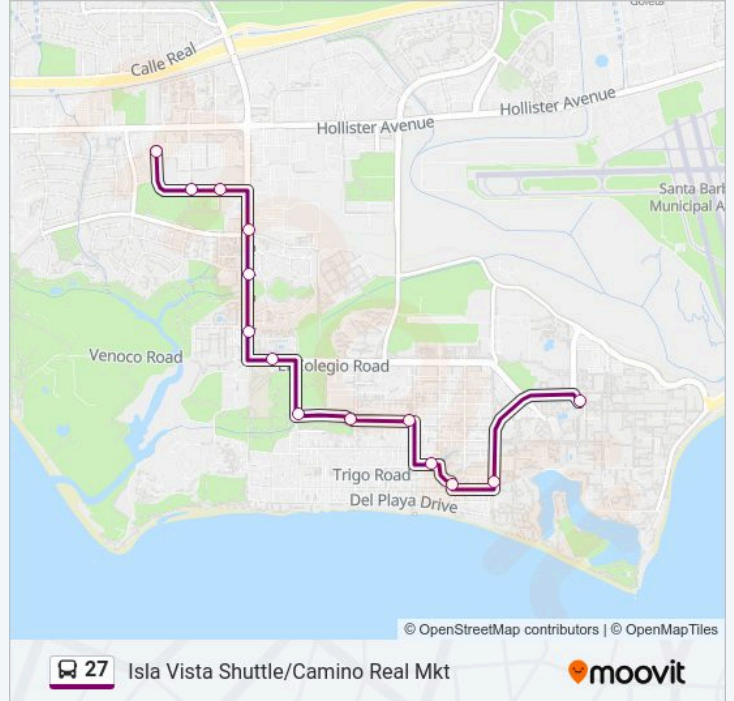 Goleta
Calle Real
Hollister Avenue
Hollister Avenue
Santa Barb
Municipal A
Venoco Road
El Colegio Road
Trigo Road
Del Playa Drive
© OpenStreetMap contributors | © OpenMapTiles
27 Isla Vista Shuttle/Camino Real Mkt
moovit